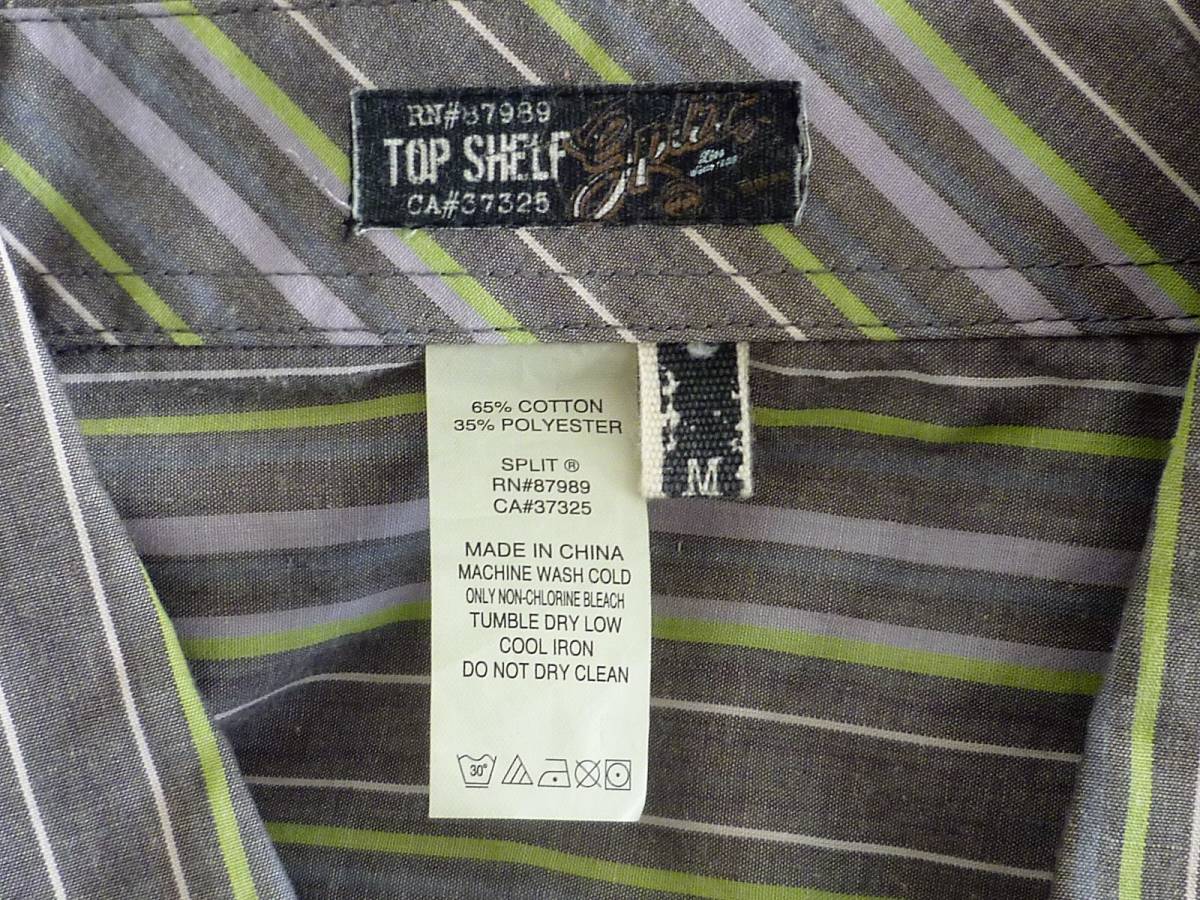 RN#87989
TOP SHELF
CA#37325
Split
65% COTTON
35% POLYESTER
SPLIT ®
RN#87989
CA#37325
MADE IN CHINA
MACHINE WASH COLD
ONLY NON-CHLORINE BLEACH
TUMBLE DRY LOW
COOL IRON
DO NOT DRY CLEAN
30°
M